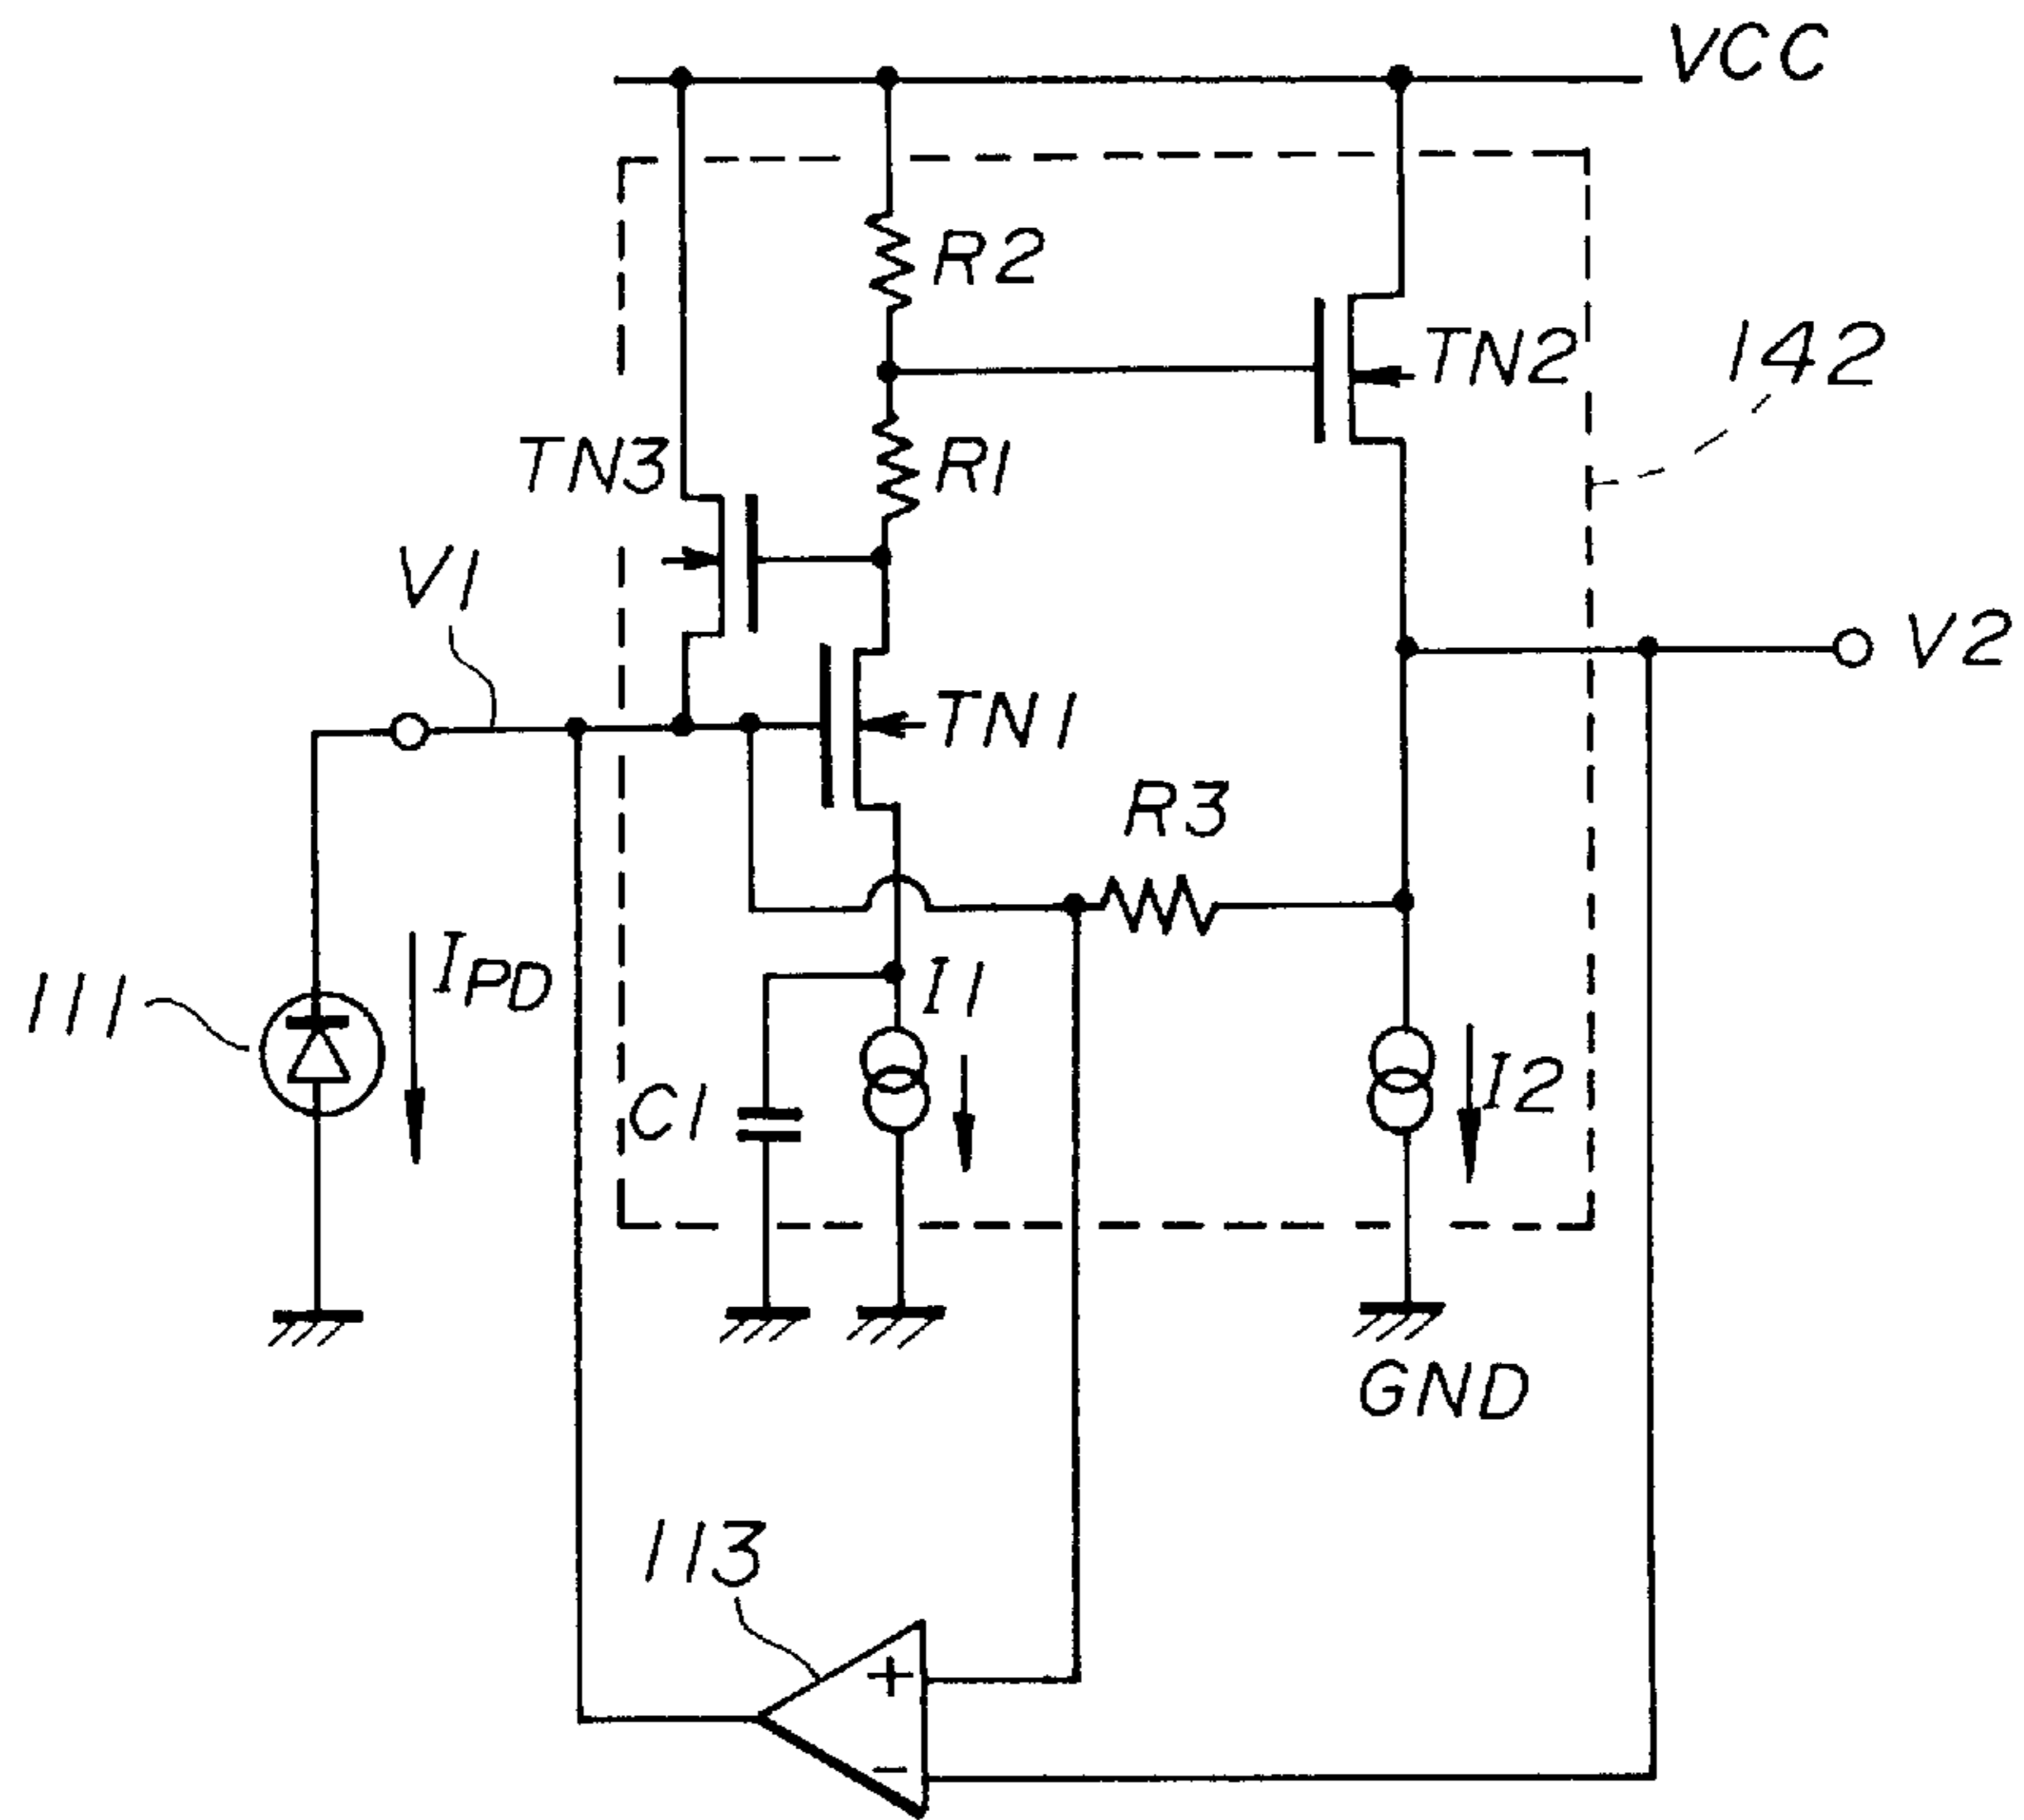 VCC
R2
TN2
142
TN3
R1
V1
V2
TN1
R3
111
IPD
I1
C1
I2
GND
113
+
-